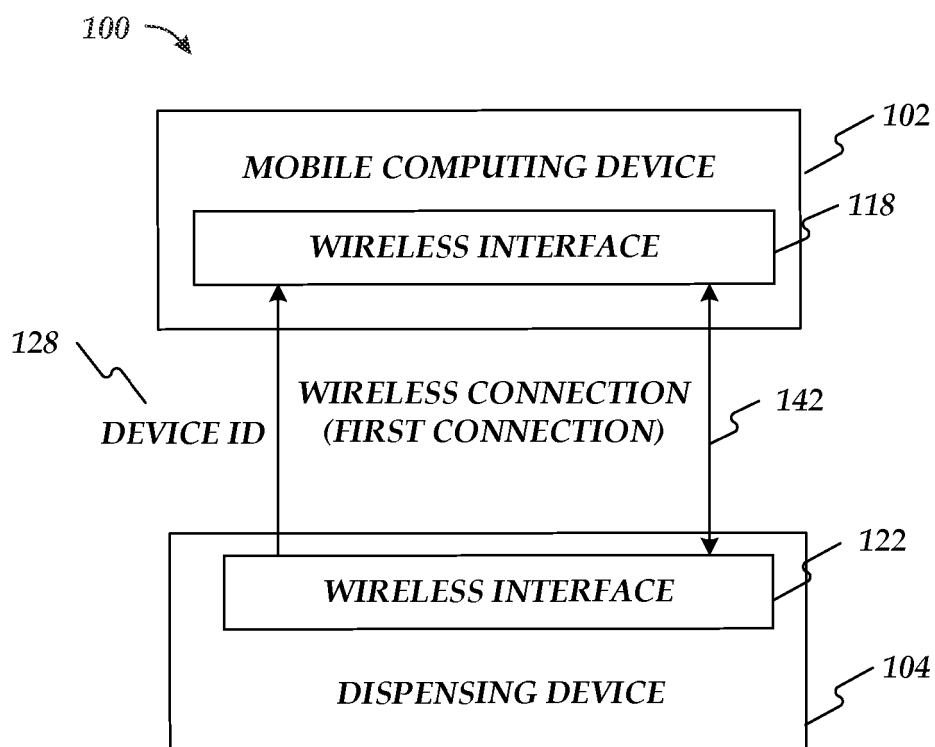 100
102
MOBILE COMPUTING DEVICE
118
WIRELESS INTERFACE
128
WIRELESS CONNECTION
(FIRST CONNECTION)
142
DEVICE ID
122
WIRELESS INTERFACE
104
DISPENSING DEVICE